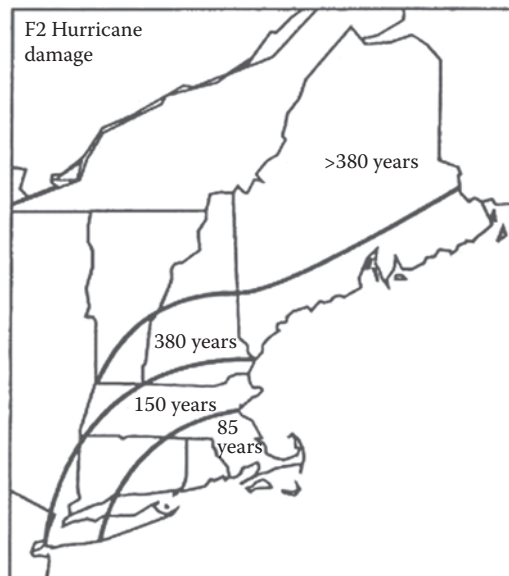 F2 Hurricane
damage
>380 years
380 years
150 years
85
years